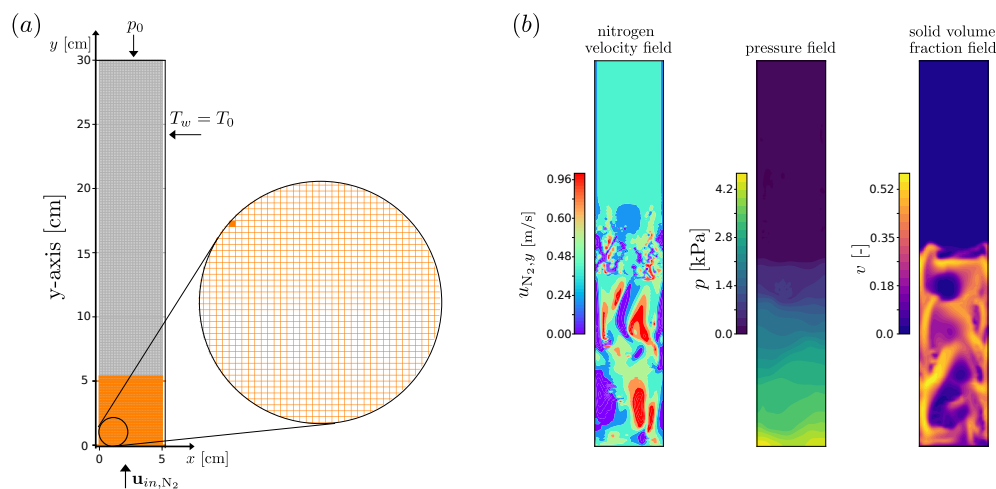 (a)
p₀
y [cm]
30
25
20
15
10
5
0
y-axis [cm]
T_w = T₀
0
5
x [cm]
u_{in,N₂}
(b)
nitrogen
velocity field
0.96
0.60
0.48
0.24
0.00
u_{N₂,y} [m/s]
pressure field
4.2
2.8
1.4
0.0
p [kPa]
solid volume
fraction field
0.52
0.35
0.18
0.0
v [-]